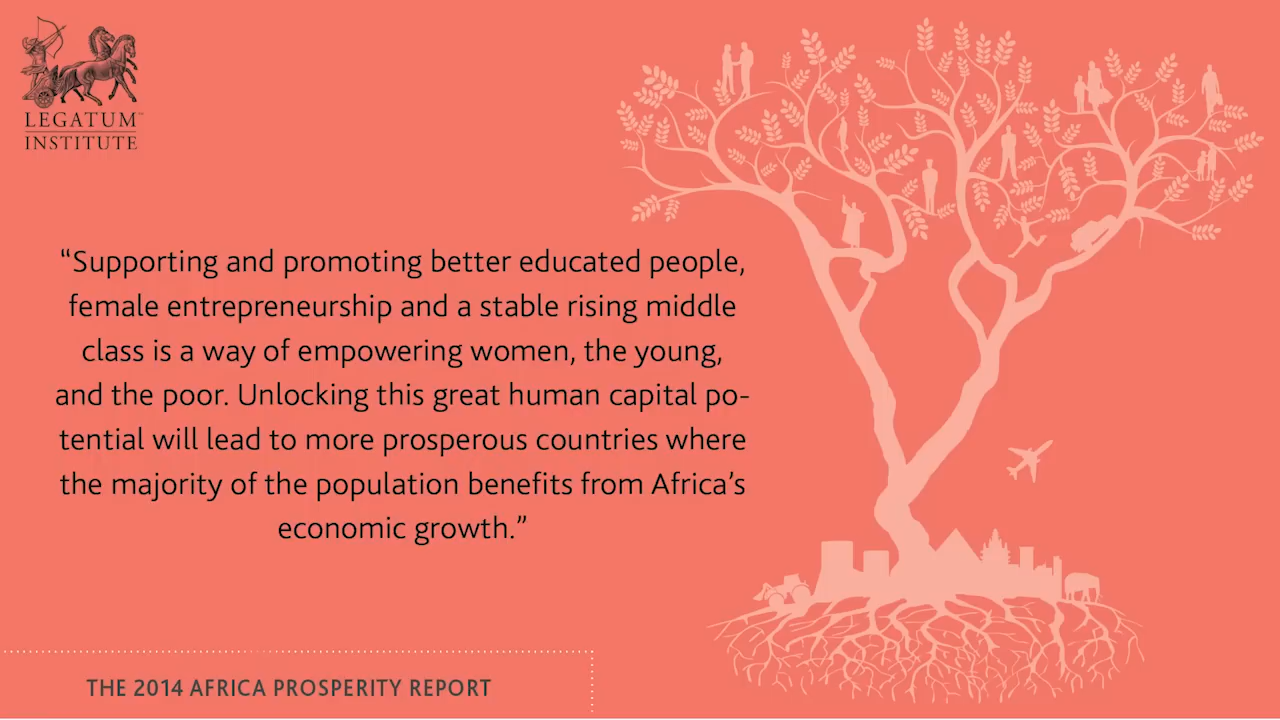 LEGATUM™
INSTITUTE
“Supporting and promoting better educated people,
female entrepreneurship and a stable rising middle
class is a way of empowering women, the young,
and the poor. Unlocking this great human capital po-
tential will lead to more prosperous countries where
the majority of the population benefits from Africa’s
economic growth.”
THE 2014 AFRICA PROSPERITY REPORT